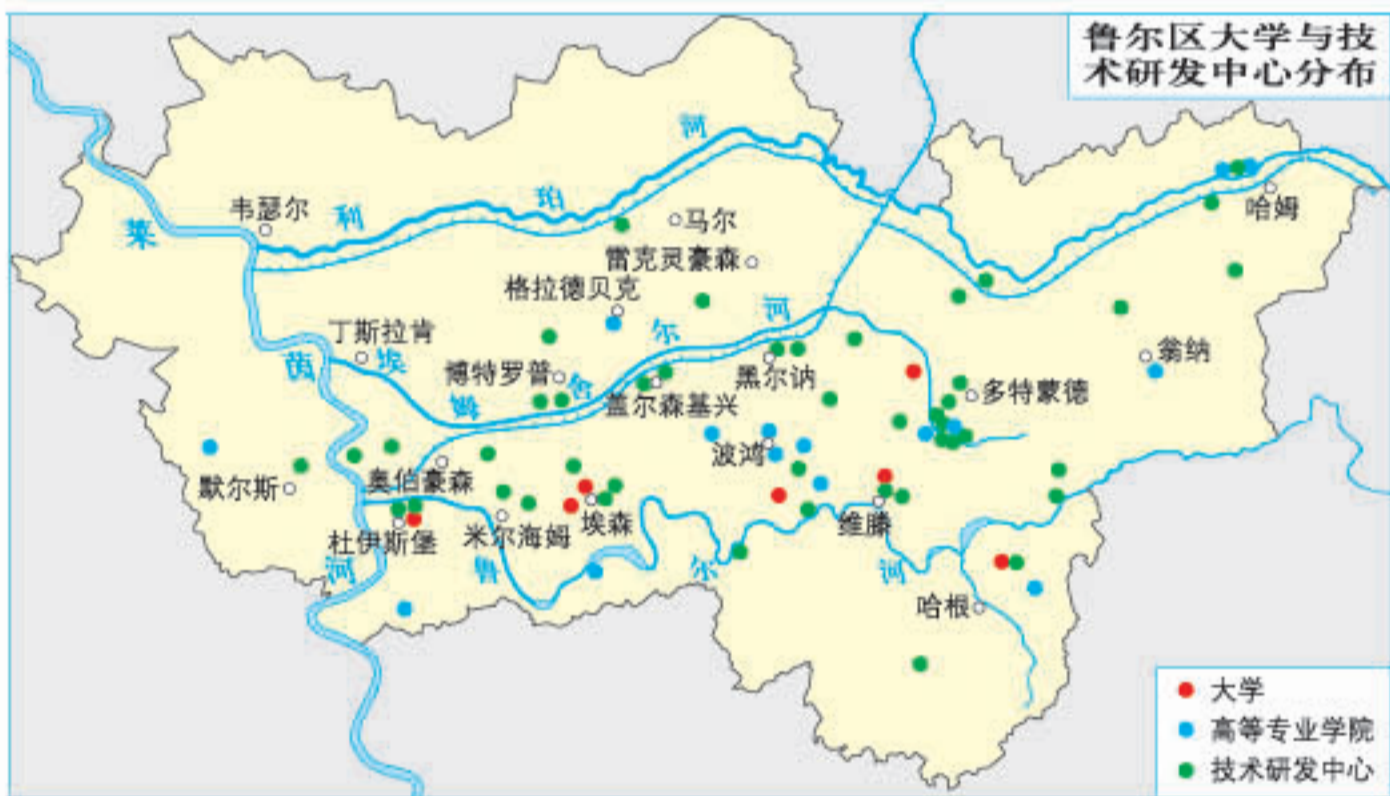 鲁尔区大学与技
术研发中心分布
河
珀
利
韦瑟尔
莱
马尔
哈姆
雷克灵豪森
格拉德贝克
河
尔
丁斯拉肯
茵
埃
博特罗普
舍
姆
盖尔森基兴
黑尔讷
翁纳
多特蒙德
波鸿
默尔斯
奥伯豪森
杜伊斯堡
米尔海姆
埃森
维滕
河
鲁
尔
河
哈根
大学
高等专业学院
技术研发中心